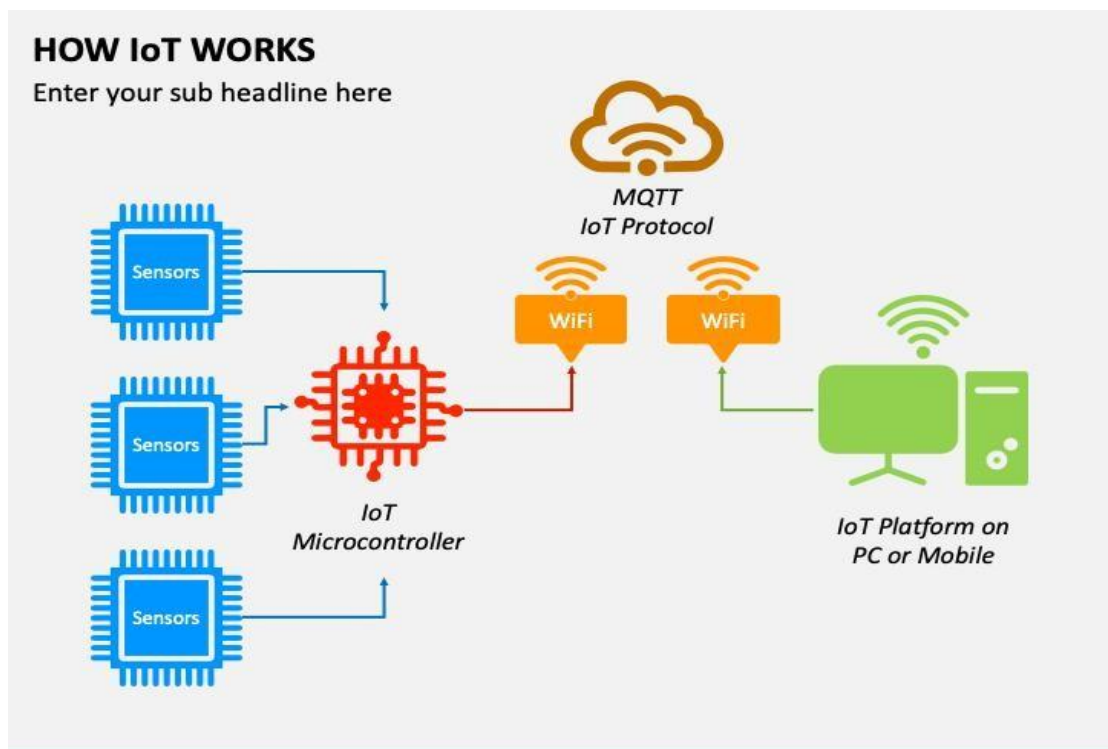 HOW IoT WORKS
Enter your sub headline here
MQTT
IoT Protocol
Sensors
WiFi
WiFi
Sensors
IoT
Microcontroller
IoT Platform on
PC or Mobile
Sensors